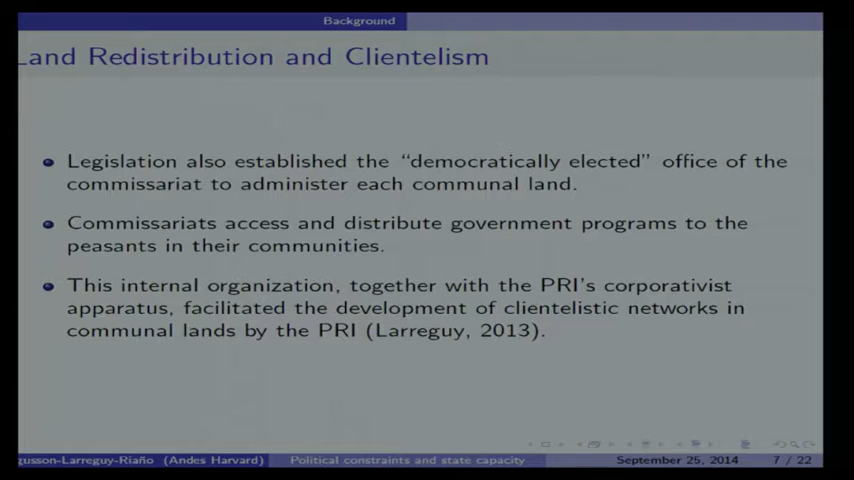 Background
Land Redistribution and Clientelism
Legislation also established the “democratically elected” office of the
commissariat to administer each communal land.
Commissariats access and distribute government programs to the
peasants in their communities.
This internal organization, together with the PRI's corporativist
apparatus, facilitated the development of clientelistic networks in
communal lands by the PRI (Larreguy, 2013).
gusson-Larreguy-Riaño (Andes Harvard) Political constraints and state capacity September 25, 2014 7 / 22